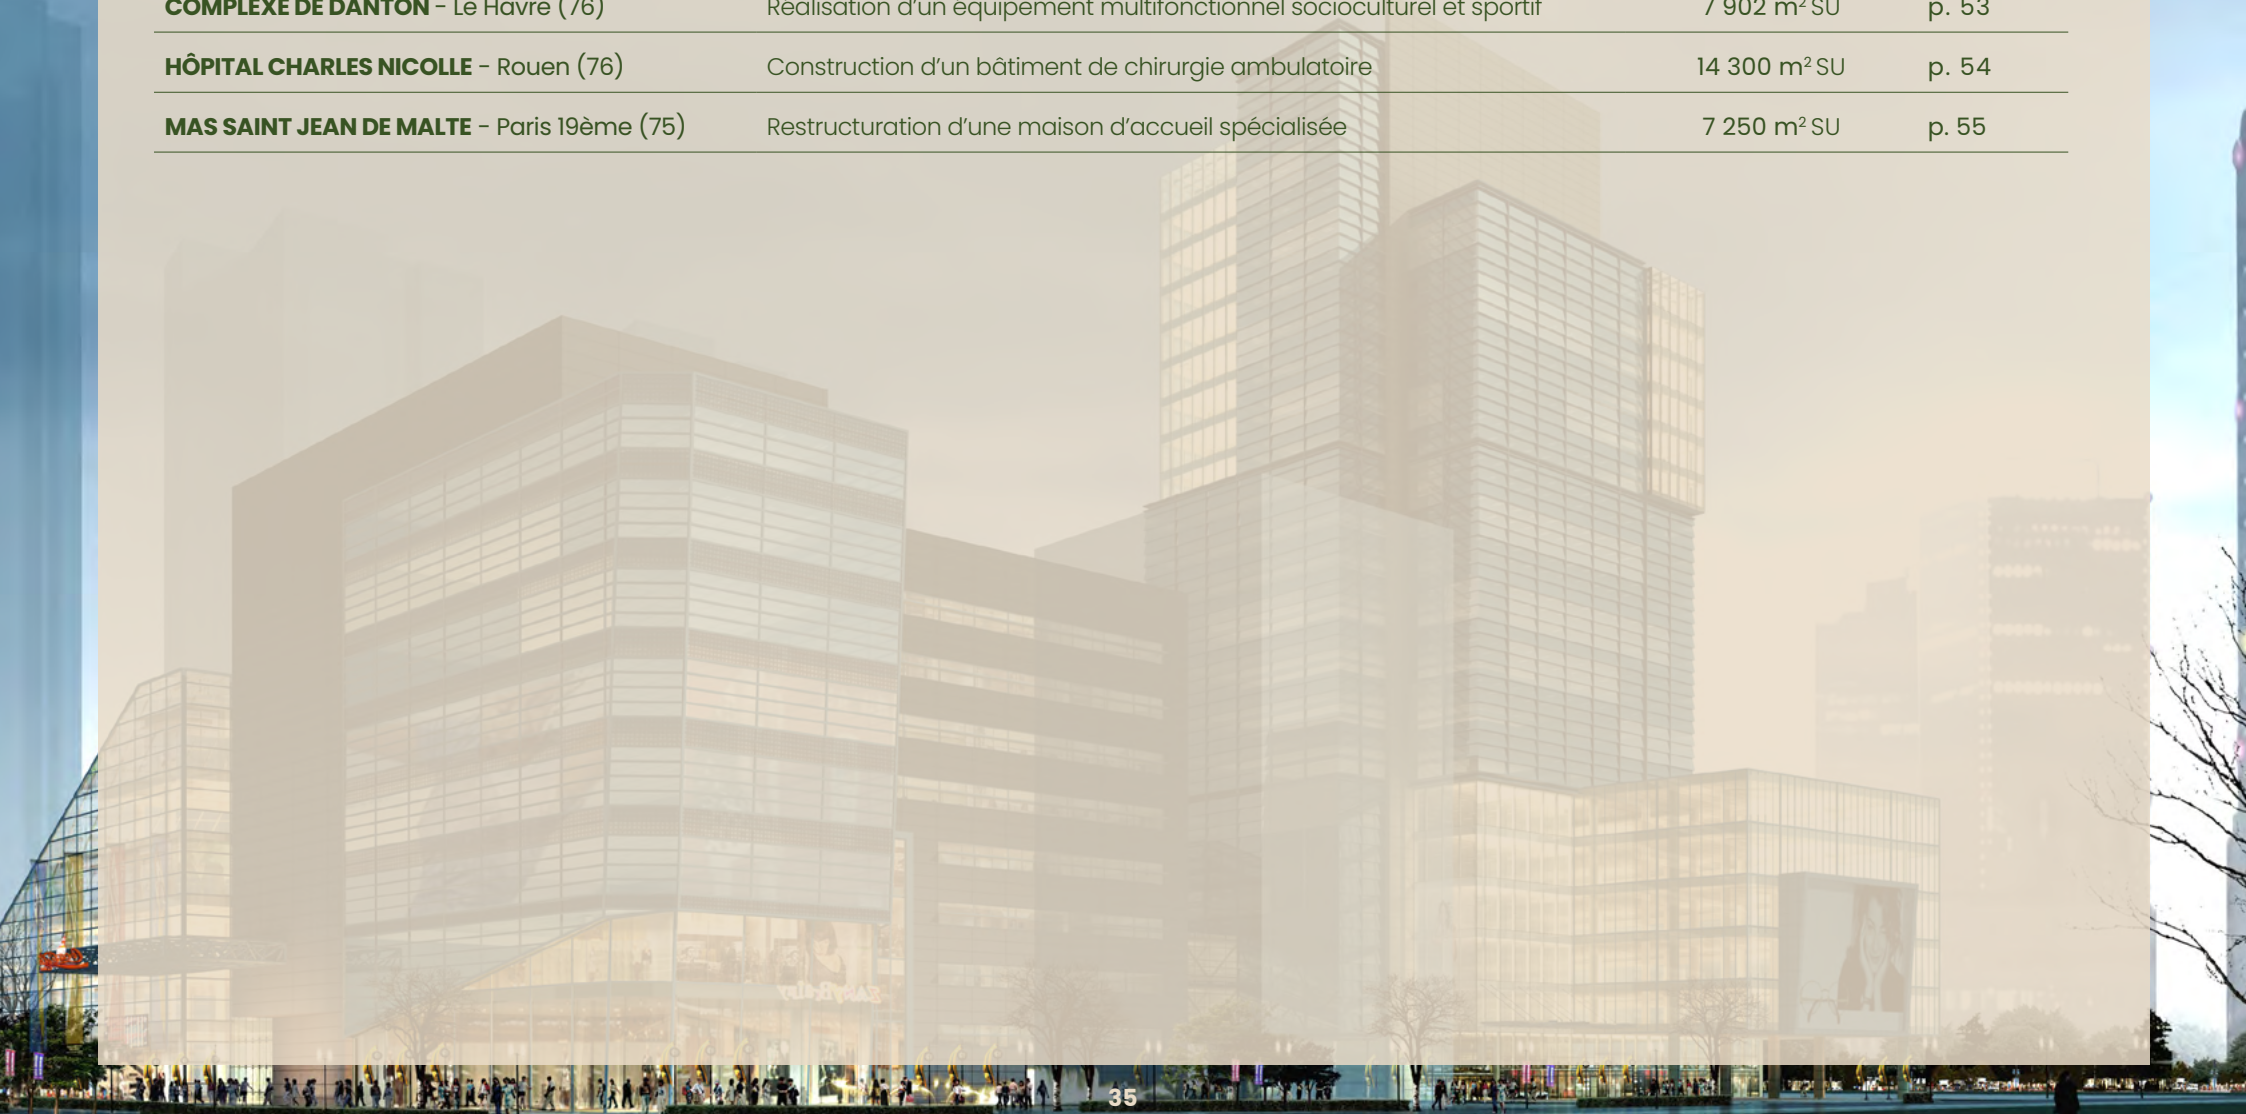 COMPLEXE DE DANTON - Le Havre (76) Réalisation d'un équipement multifonctionnel socioculturel et sportif 7 902 m² SU p. 53
HÔPITAL CHARLES NICOLLE - Rouen (76) Construction d'un bâtiment de chirurgie ambulatoire 14 300 m² SU p. 54
MAS SAINT JEAN DE MALTE - Paris 19ème (75) Restructuration d'une maison d'accueil spécialisée 7 250 m² SU p. 55
35